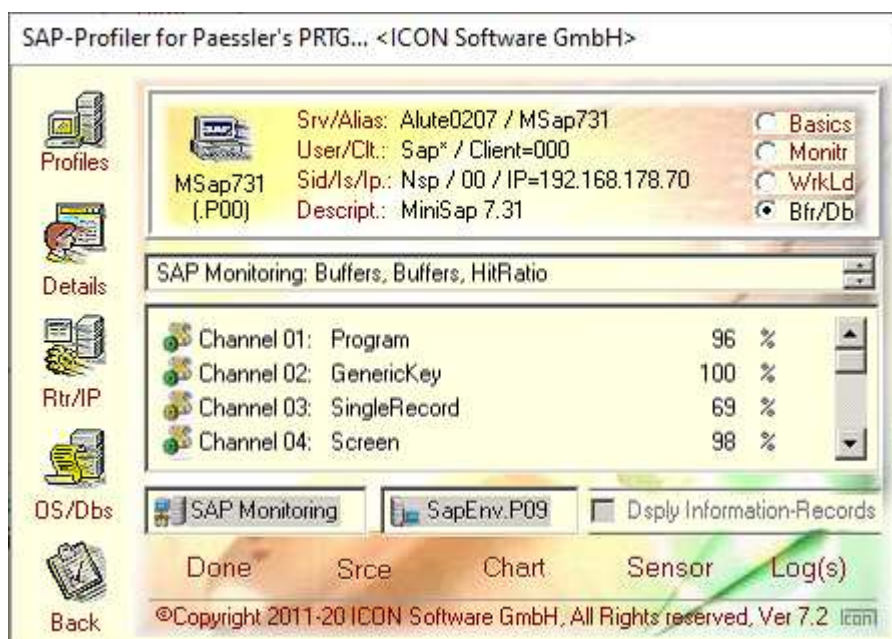 SAP-Profiler for Paessler's PRTG... <ICON Software GmbH>
Profiles
Details
Rtr/IP
OS/Dbs
Back
MSap731
(.P00)
Srv/Alias: Alute0207 / MSap731
User/Clt.: Sap* / Client=000
Sid/Is/Ip.: Nsp / 00 / IP=192.168.178.70
Descript.: MiniSap 7.31
Basics
Monitr
WrkLd
Bfr/Db
SAP Monitoring: Buffers, Buffers, HitRatio
Channel 01: Program 96 %
Channel 02: GenericKey 100 %
Channel 03: SingleRecord 69 %
Channel 04: Screen 98 %
SAP Monitoring
SapEnv.P09
Dsply Information-Records
Done Srce Chart Sensor Log(s)
©Copyright 2011-20 ICON Software GmbH, All Rights reserved, Ver 7.2 icon